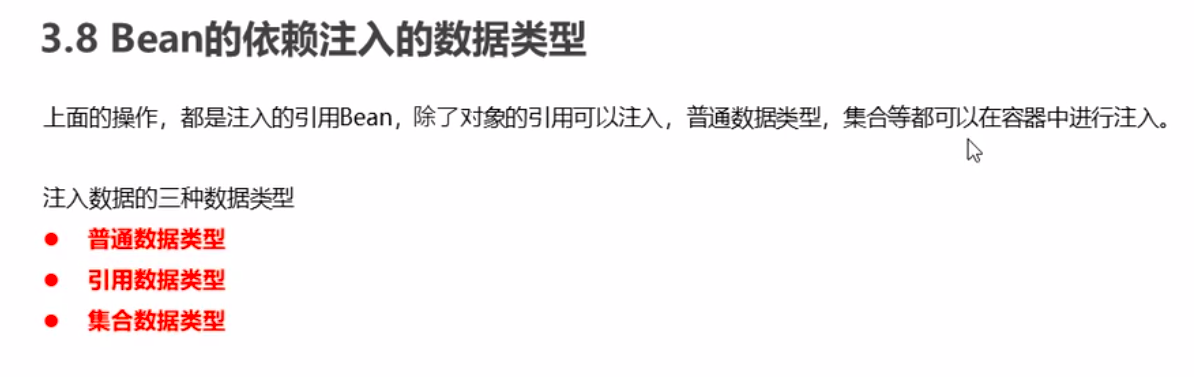 3.8 Bean的依赖注入的数据类型
上面的操作，都是注入的引用Bean，除了对象的引用可以注入，普通数据类型，集合等都可以在容器中进行注入。
注入数据的三种数据类型
● 普通数据类型
● 引用数据类型
● 集合数据类型